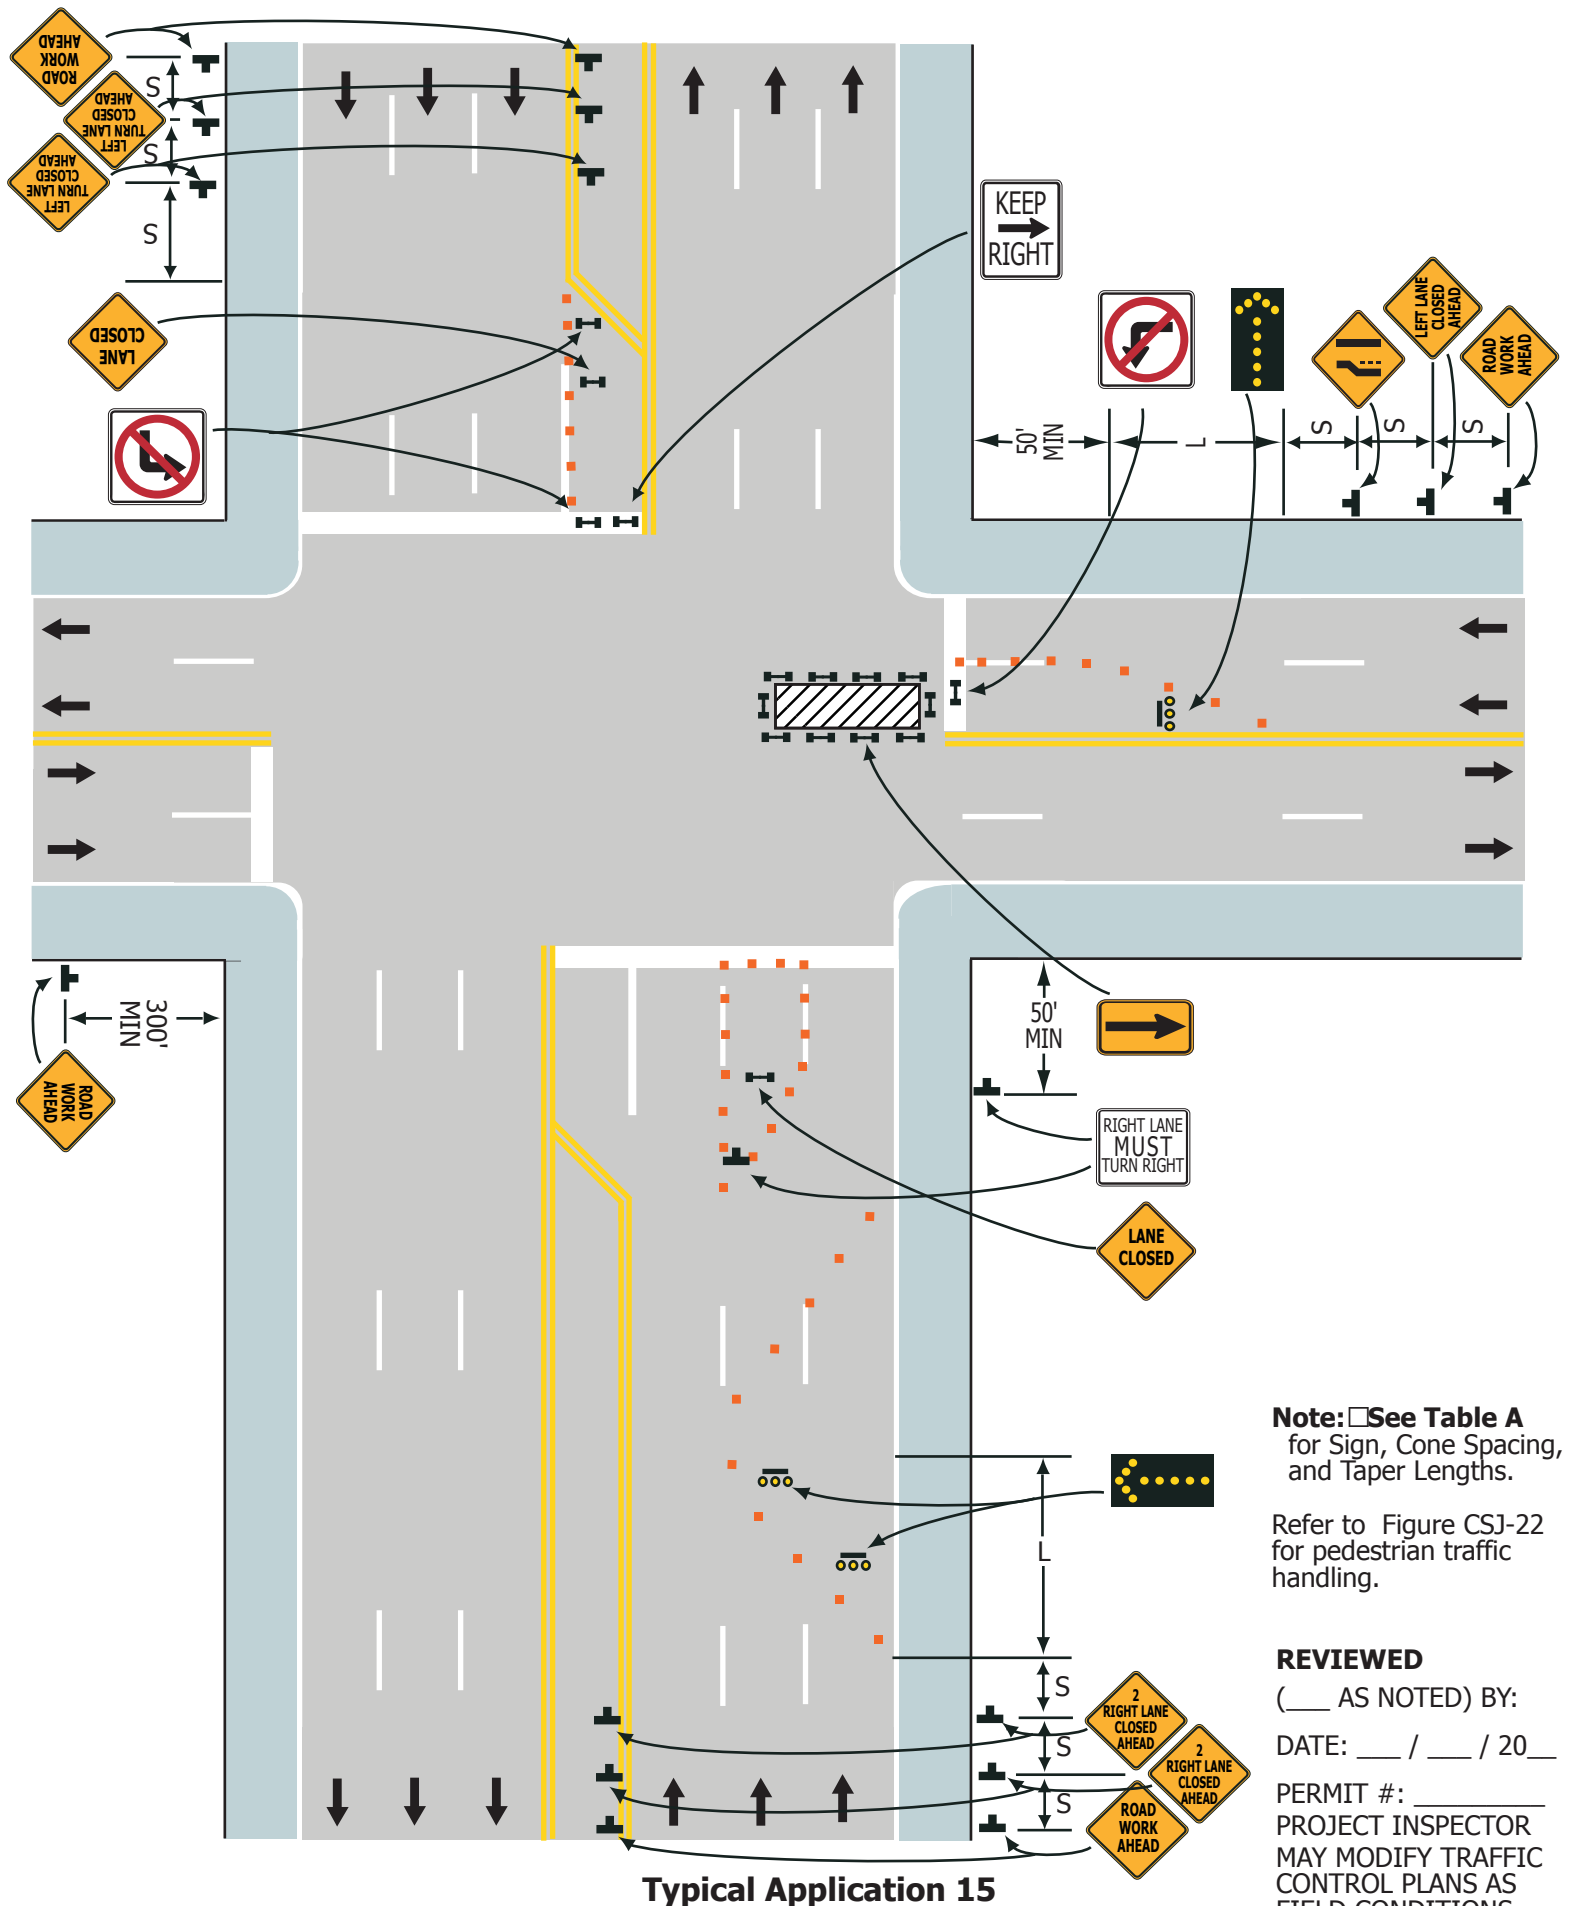 ROAD
WORK
AHEAD
S
LEFT
TURN LANE
CLOSED
AHEAD
S
LEFT
TURN LANE
CLOSED
AHEAD
S
LANE
CLOSED
KEEP
RIGHT
50'
MIN
L
S
S
S
LEFT LANE
CLOSED
AHEAD
ROAD
WORK
AHEAD
300'
MIN
ROAD
WORK
AHEAD
50'
MIN
RIGHT LANE
MUST
TURN RIGHT
LANE
CLOSED
L
S
S
S
2
RIGHT LANE
CLOSED
AHEAD
2
RIGHT LANE
CLOSED
AHEAD
ROAD
WORK
AHEAD
Note:□See Table A
for Sign, Cone Spacing,
and Taper Lengths.
Refer to Figure CSJ-22
for pedestrian traffic
handling.
REVIEWED
(___ AS NOTED) BY:
DATE: ___ / ___ / 20__
PERMIT #: _________
PROJECT INSPECTOR
MAY MODIFY TRAFFIC
CONTROL PLANS AS
FIELD CONDITIONS
Typical Application 15